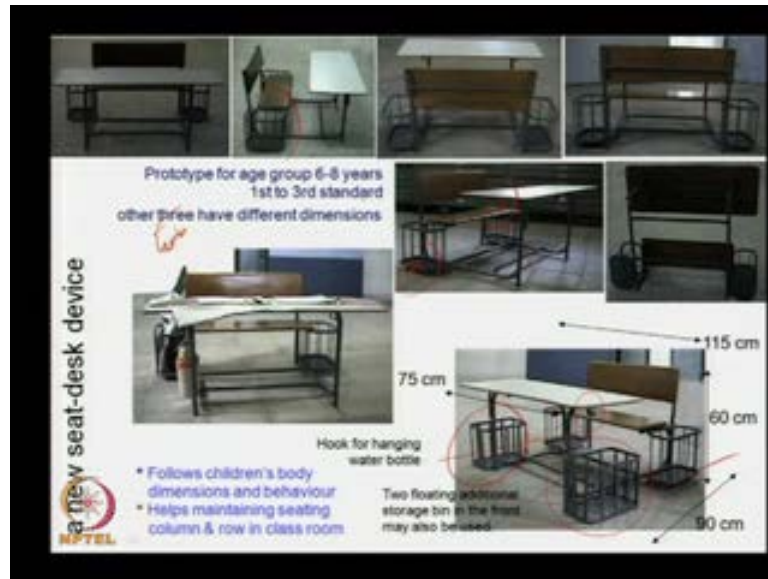 Prototype for age group 6-8 years
1st to 3rd standard
other three have different dimensions
a new seat-desk device
115 cm
75 cm
60 cm
90 cm
Hook for hanging
water bottle
* Follows children's body
dimensions and behaviour
* Helps maintaining seating
column & row in class room
Two floating additional
storage bin in the front
may also be used
NPTEL